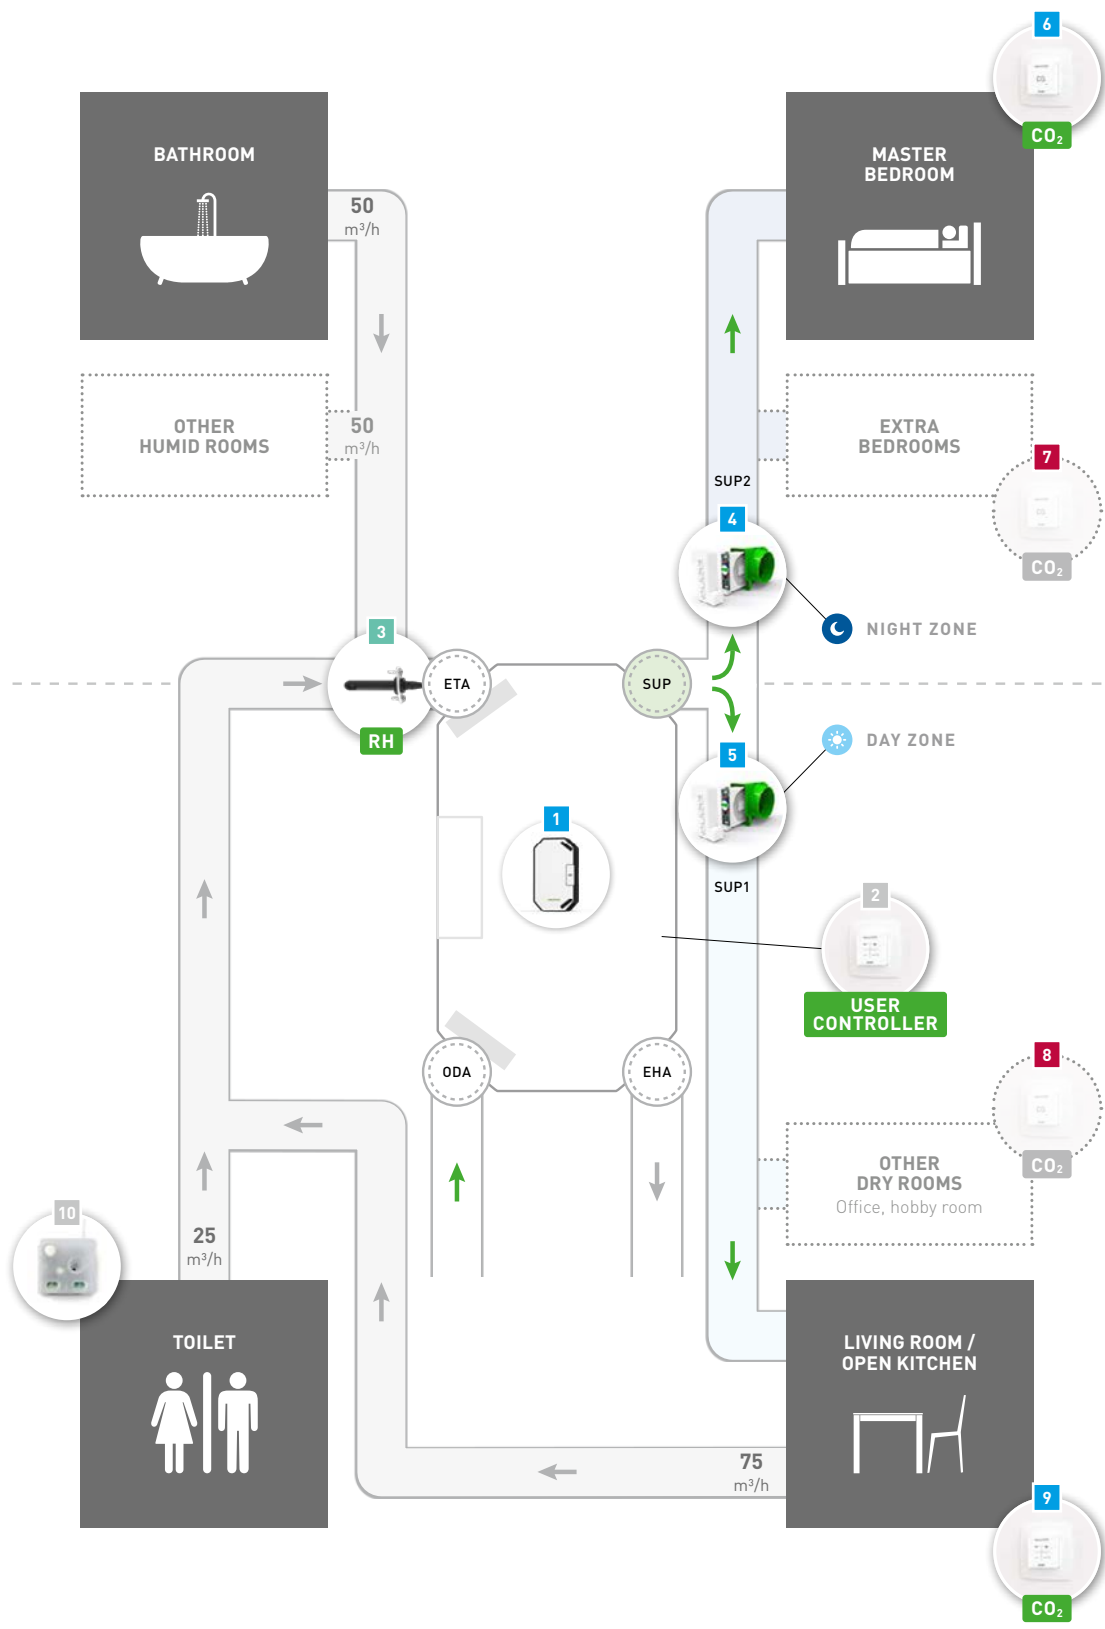 6
CO₂
BATHROOM
MASTER
BEDROOM
50
m³/h
OTHER
HUMID ROOMS
50
m³/h
EXTRA
BEDROOMS
7
CO₂
SUP2
4
NIGHT ZONE
3
ETA
SUP
RH
DAY ZONE
5
1
SUP1
2
USER
CONTROLLER
8
CO₂
ODA
EHA
OTHER
DRY ROOMS
Office, hobby room
10
25
m³/h
TOILET
LIVING ROOM /
OPEN KITCHEN
75
m³/h
9
CO₂